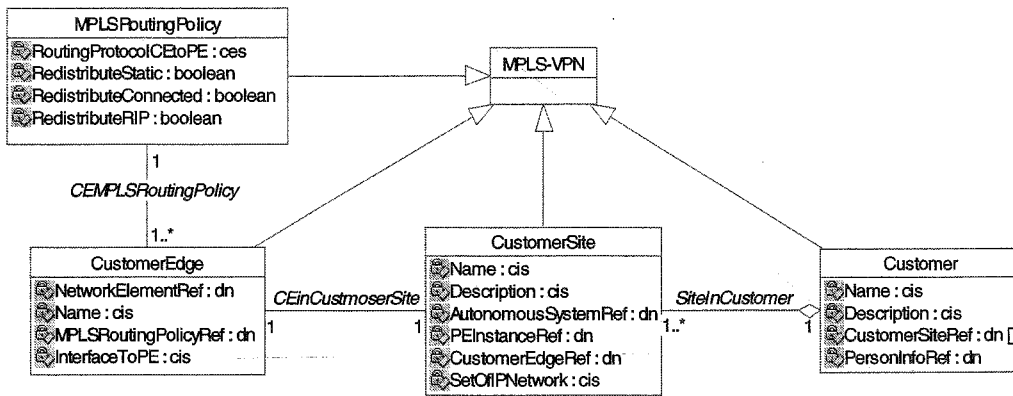 MPLSRoutingPolicy
RoutingProtocolCEtoPE : ces
RedistributeStatic : boolean
RedistributeConnected : boolean
RedistributeRIP : boolean
MPLS-VPN
1
CEMPLSRoutingPolicy
1..*
CustomerEdge
NetworkElementRef : dn
Name : cis
MPLSRoutingPolicyRef : dn
InterfaceToPE : cis
CEinCustmoserSite
1
1
CustomerSite
Name : cis
Description : cis
AutonomousSystemRef : dn
PEInstanceRef : dn
CustomerEdgeRef : dn
SetOfIPNetwork : cis
SiteInCustomer
1..*
1
Customer
Name : cis
Description : cis
CustomerSiteRef : dn [
PersonInfoRef : dn